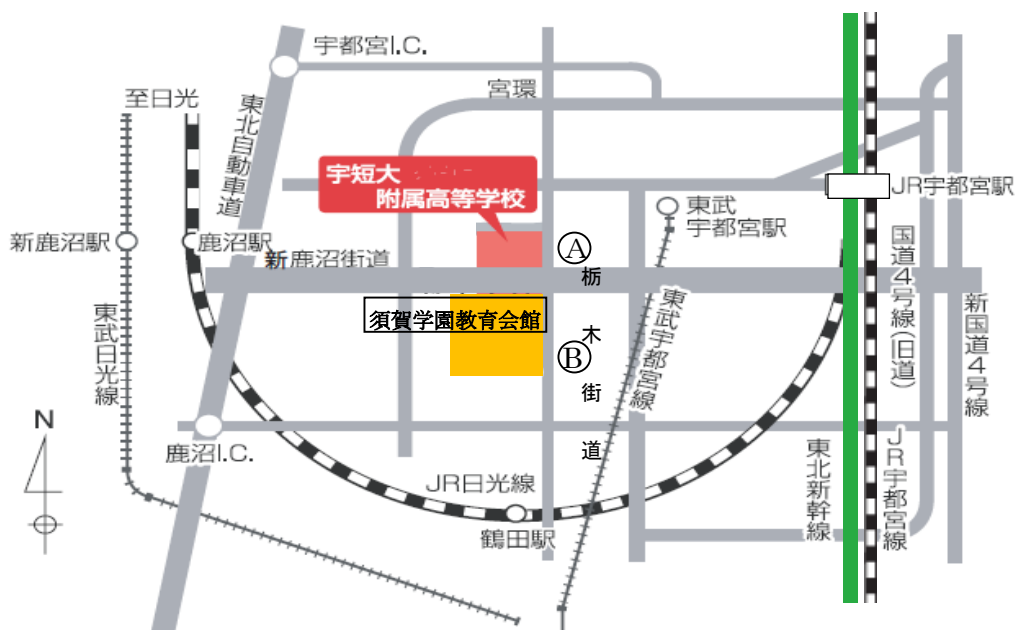 宇都宮I.C.
至日光
宮環
東北自動車道
宇短大
附属高等学校
JR宇都宮駅
東武
宇都宮駅
新鹿沼駅
鹿沼駅
新鹿沼街道
Ⓐ
栃木街道
国道4号線(旧道)
新国道4号線
東武日光線
須賀学園教育会館
Ⓑ
東武宇都宮線
N
鹿沼I.C.
JR日光線
鶴田駅
東北新幹線
JR宇都宮線